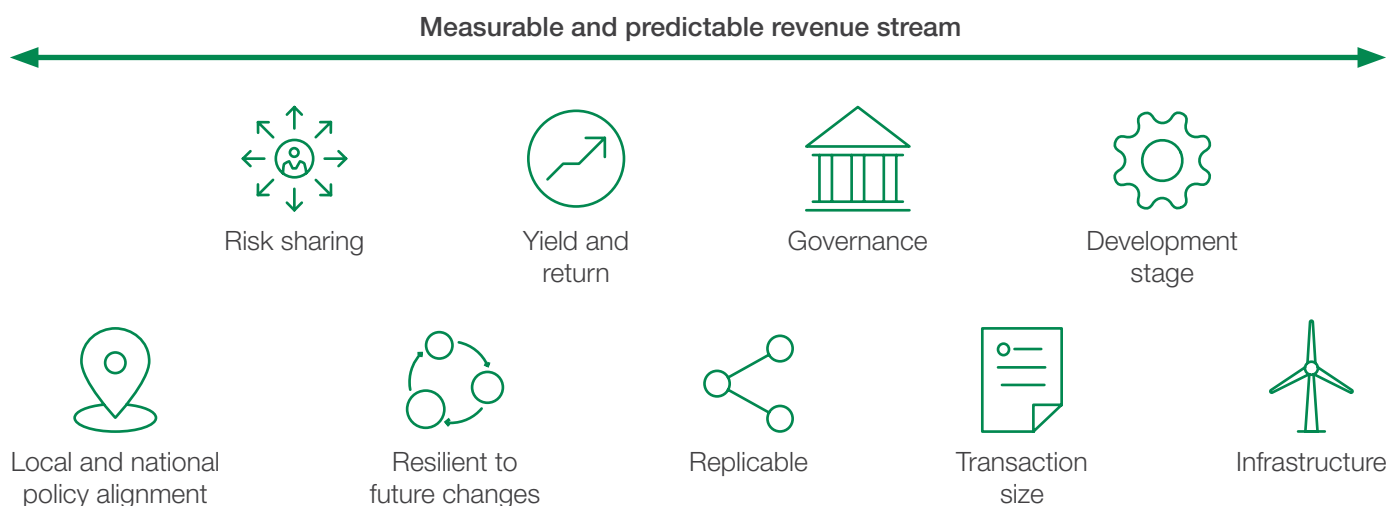 Measurable and predictable revenue stream
Risk sharing
Yield and
return
Governance
Development
stage
Local and national
policy alignment
Resilient to
future changes
Replicable
Transaction
size
Infrastructure